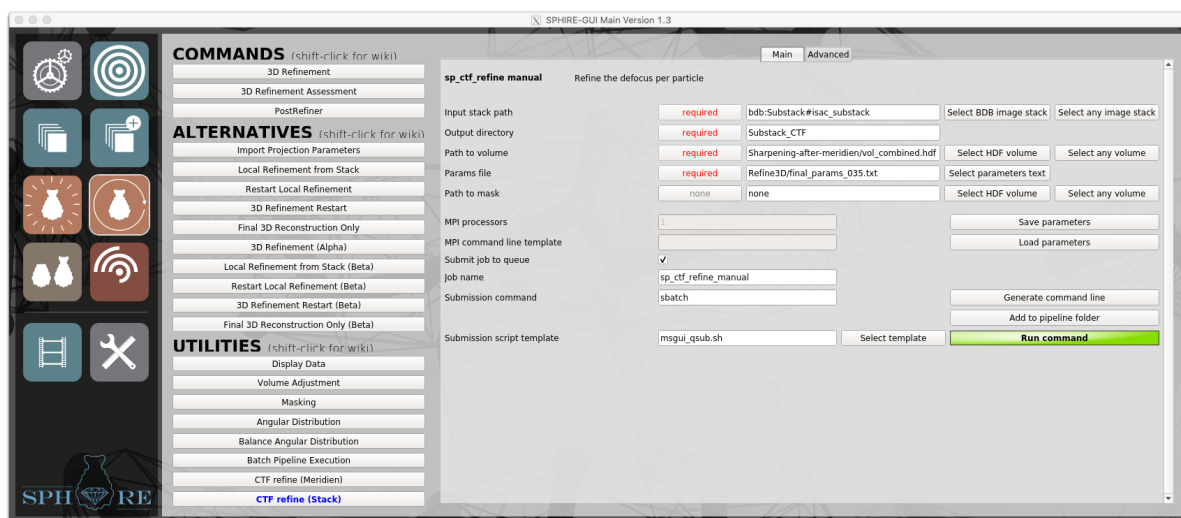 SPHIRE-GUI Main Version 1.3
COMMANDS (shift-click for wiki)
3D Refinement
3D Refinement Assessment
PostRefiner
ALTERNATIVES (shift-click for wiki)
Import Projection Parameters
Local Refinement from Stack
Restart Local Refinement
3D Refinement Restart
Final 3D Reconstruction Only
3D Refinement (Alpha)
Local Refinement from Stack (Beta)
Restart Local Refinement (Beta)
3D Refinement Restart (Beta)
Final 3D Reconstruction Only (Beta)
UTILITIES (shift-click for wiki)
Display Data
Volume Adjustment
Masking
Angular Distribution
Balance Angular Distribution
Batch Pipeline Execution
CTF refine (Meridien)
CTF refine (Stack)
SPHIRE
Main Advanced
sp_ctf_refine manual Refine the defocus per particle
Input stack path required bdb:Substack#isac_substack Select BDB image stack Select any image stack
Output directory required Substack_CTF
Path to volume required Sharpening-after-meridien/vol_combined.hdf Select HDF volume Select any volume
Params file required Refine3D/final_params_035.txt Select parameters text
Path to mask none none Select HDF volume Select any volume
MPI processors 1 Save parameters
MPI command line template Load parameters
Submit job to queue
Job name sp_ctf_refine_manual
Submission command sbatch Generate command line
Add to pipeline folder
Submission script template msgui_qsub.sh Select template Run command